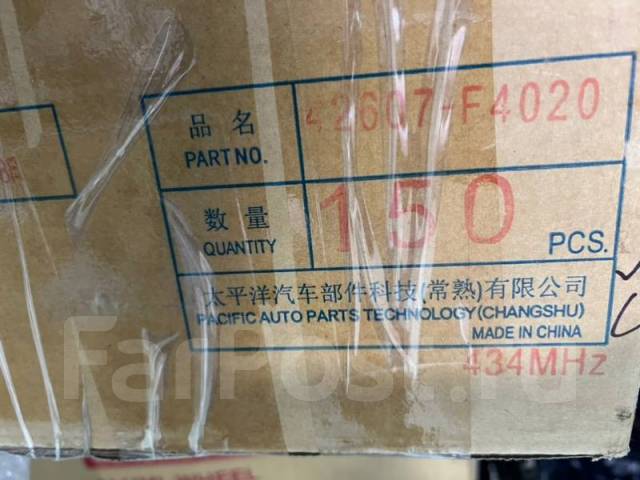 品名 42607-F4020
PART NO.
数量 150 PCS.
QUANTITY
太平洋汽车部件科技(常熟)有限公司
PACIFIC AUTO PARTS TECHNOLOGY(CHANGSHU)
MADE IN CHINA
434MHz
FarPost.ru